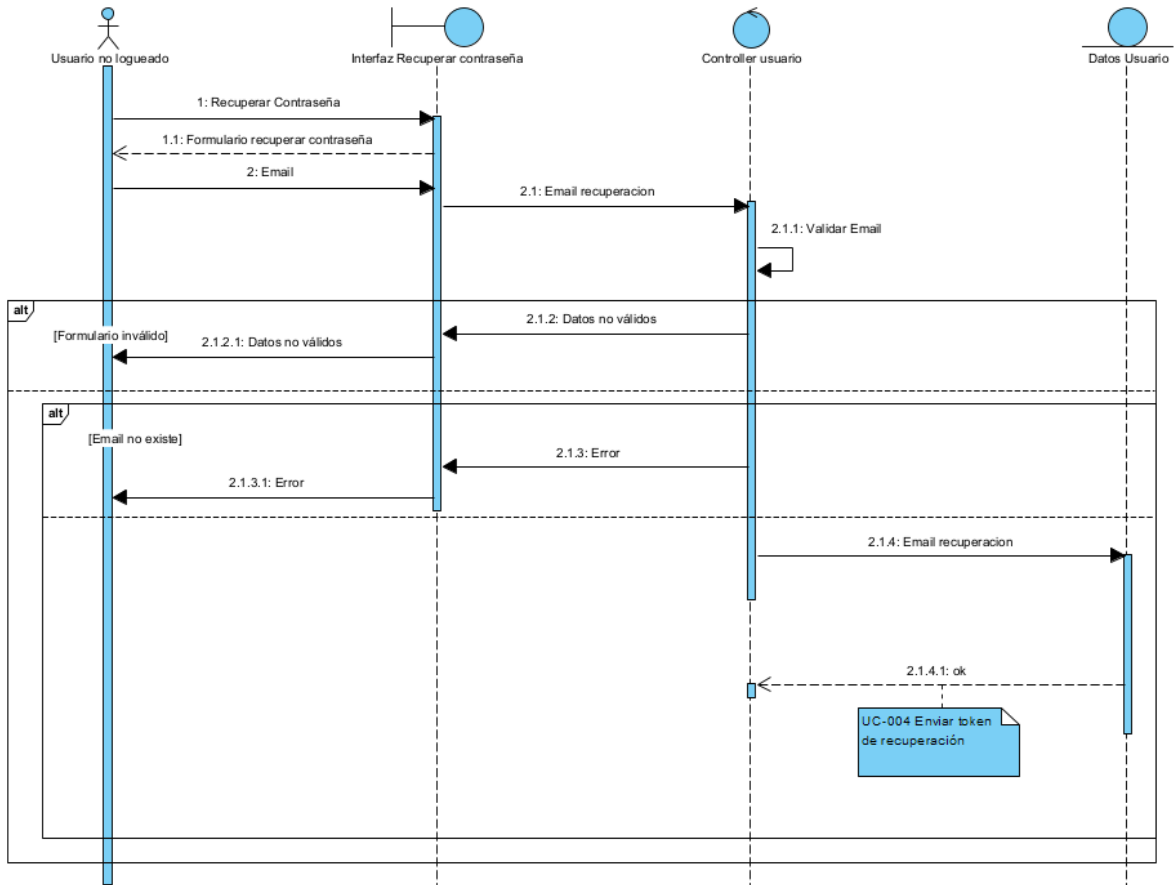 Usuario no logueado
Interfaz Recuperar contraseña
Controller usuario
Datos Usuario
1: Recuperar Contraseña
1.1: Formulario recuperar contraseña
2: Email
2.1: Email recuperacion
2.1.1: Validar Email
alt
[Formulario inválido]
2.1.2: Datos no válidos
2.1.2.1: Datos no válidos
alt
[Email no existe]
2.1.3: Error
2.1.3.1: Error
2.1.4: Email recuperacion
2.1.4.1: ok
UC-004 Enviar token
de recuperación